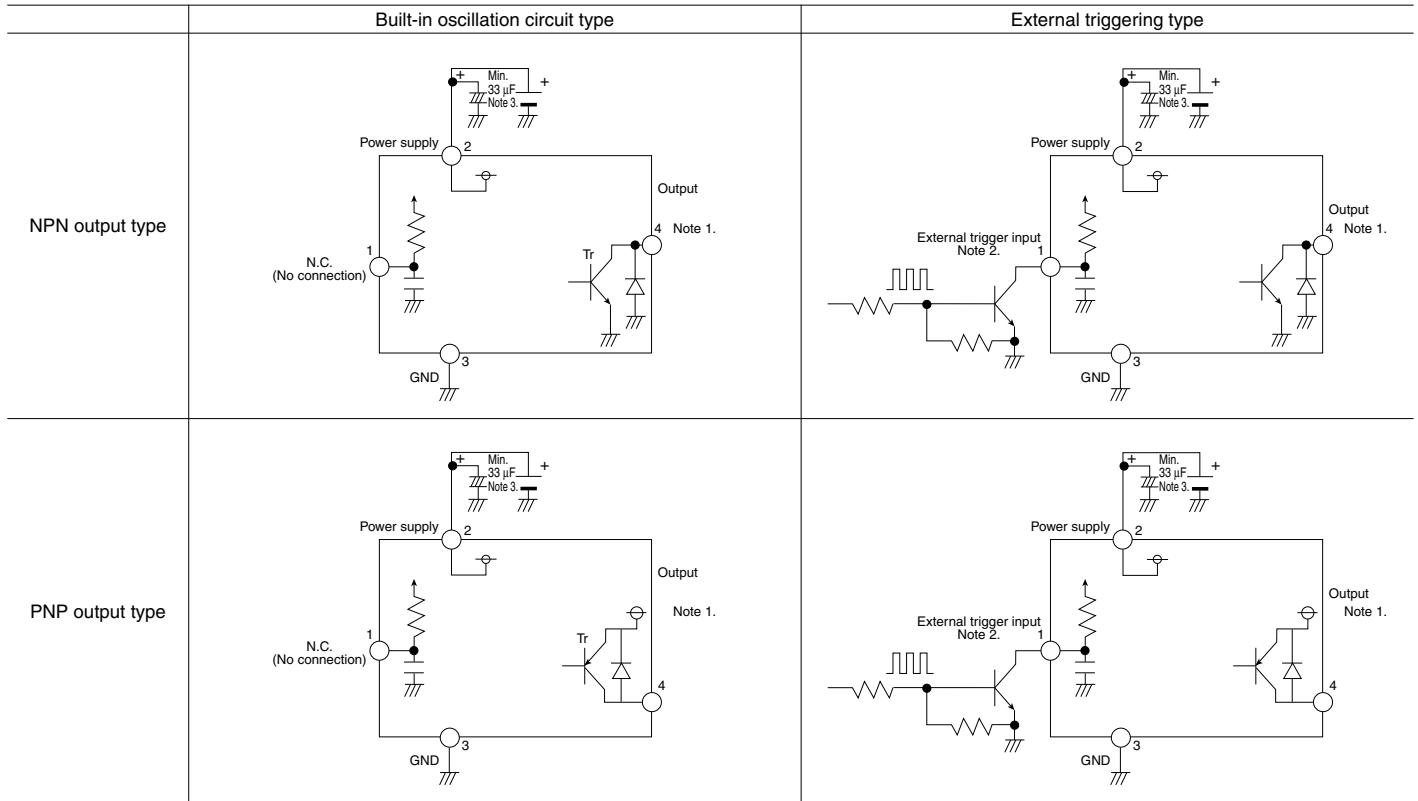 Built-in oscillation circuit type
External triggering type
NPN output type
+
Min.
33 μF
Note 3.
+
Power supply
2
Output
4
Note 1.
1
N.C.
(No connection)
Tr
3
GND
+
Min.
33 μF
Note 3.
+
Power supply
2
Output
4
Note 1.
External trigger input
Note 2.
1
3
GND
PNP output type
+
Min.
33 μF
Note 3.
+
Power supply
2
Output
Note 1.
1
N.C.
(No connection)
Tr
4
3
GND
+
Min.
33 μF
Note 3.
+
Power supply
2
Output
Note 1.
External trigger input
Note 2.
1
4
3
GND